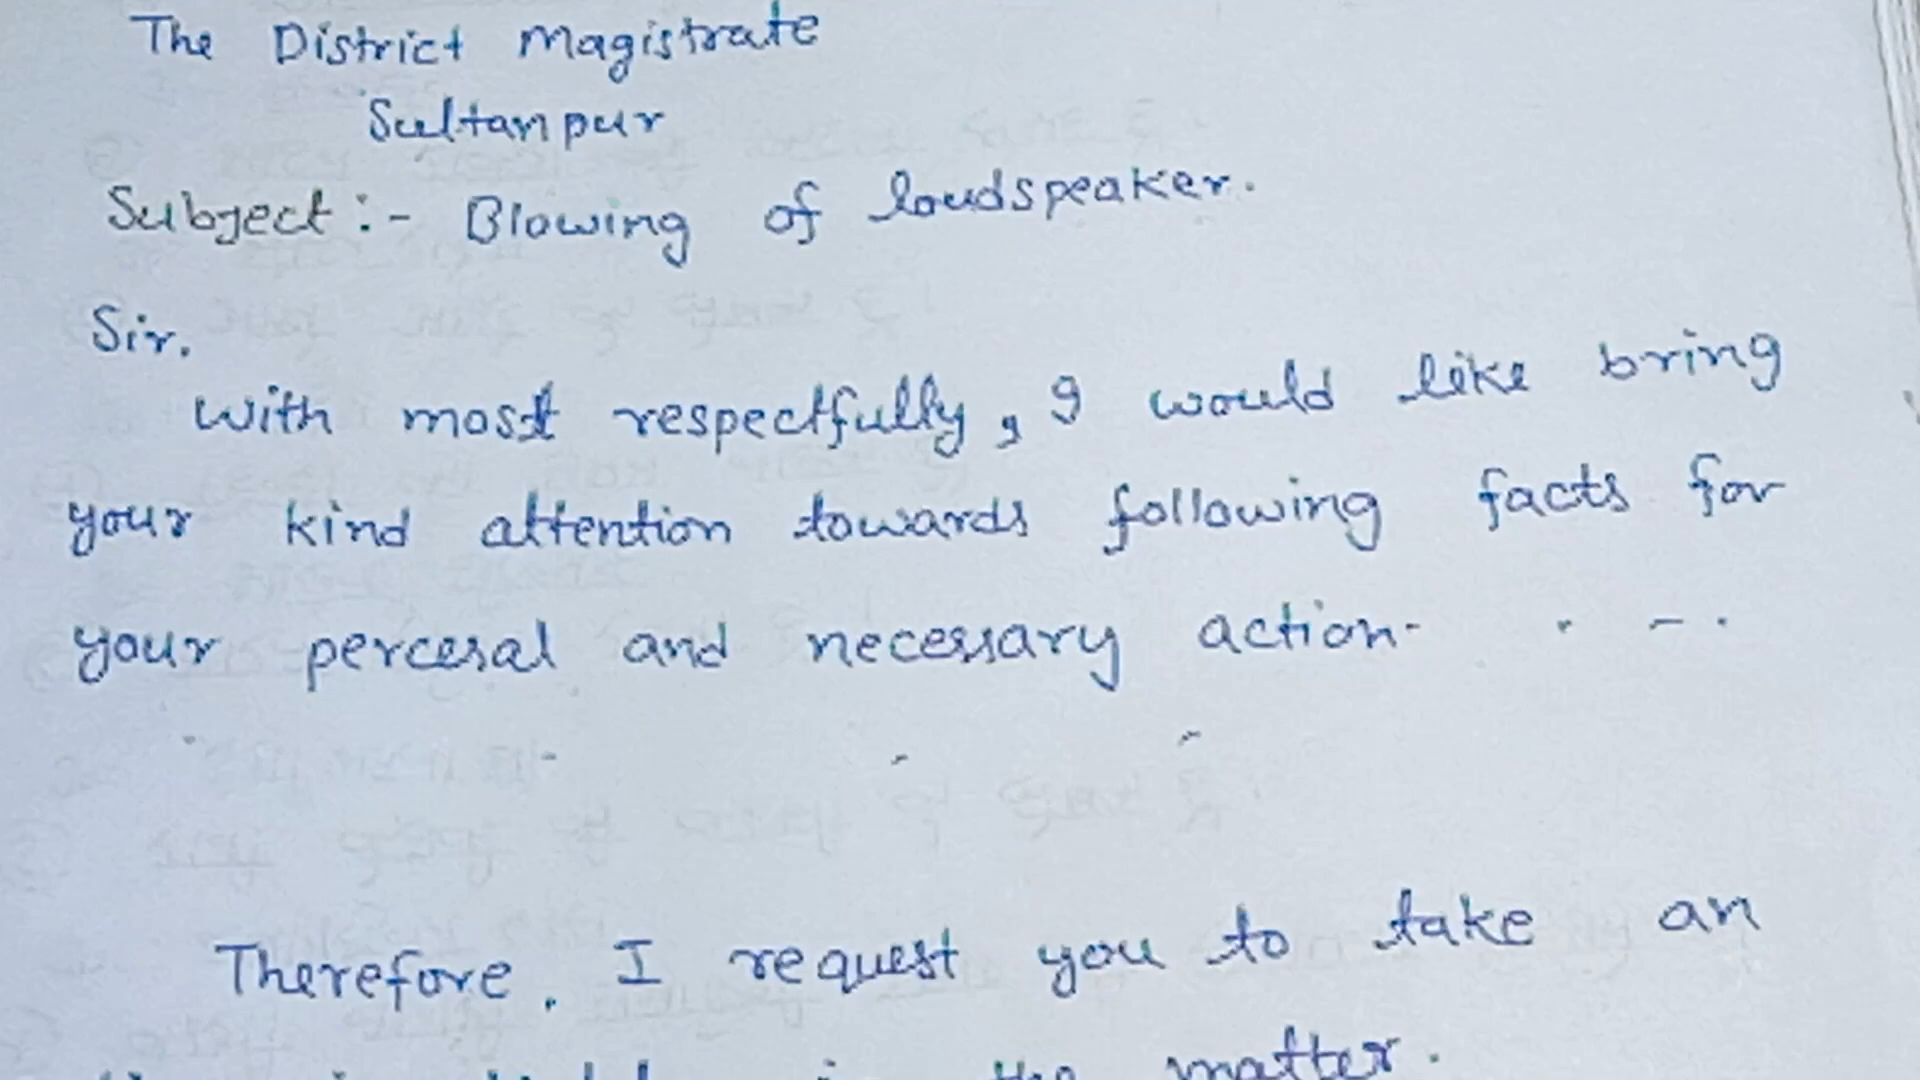 The District Magistrate
Sultanpur
Subject :- Blowing of loudspeaker.
Sir.
With most respectfully, I would like bring
your kind attention towards following facts for
your percesal and necessary action-  . - .
Therefore, I request you to take an
the matter.